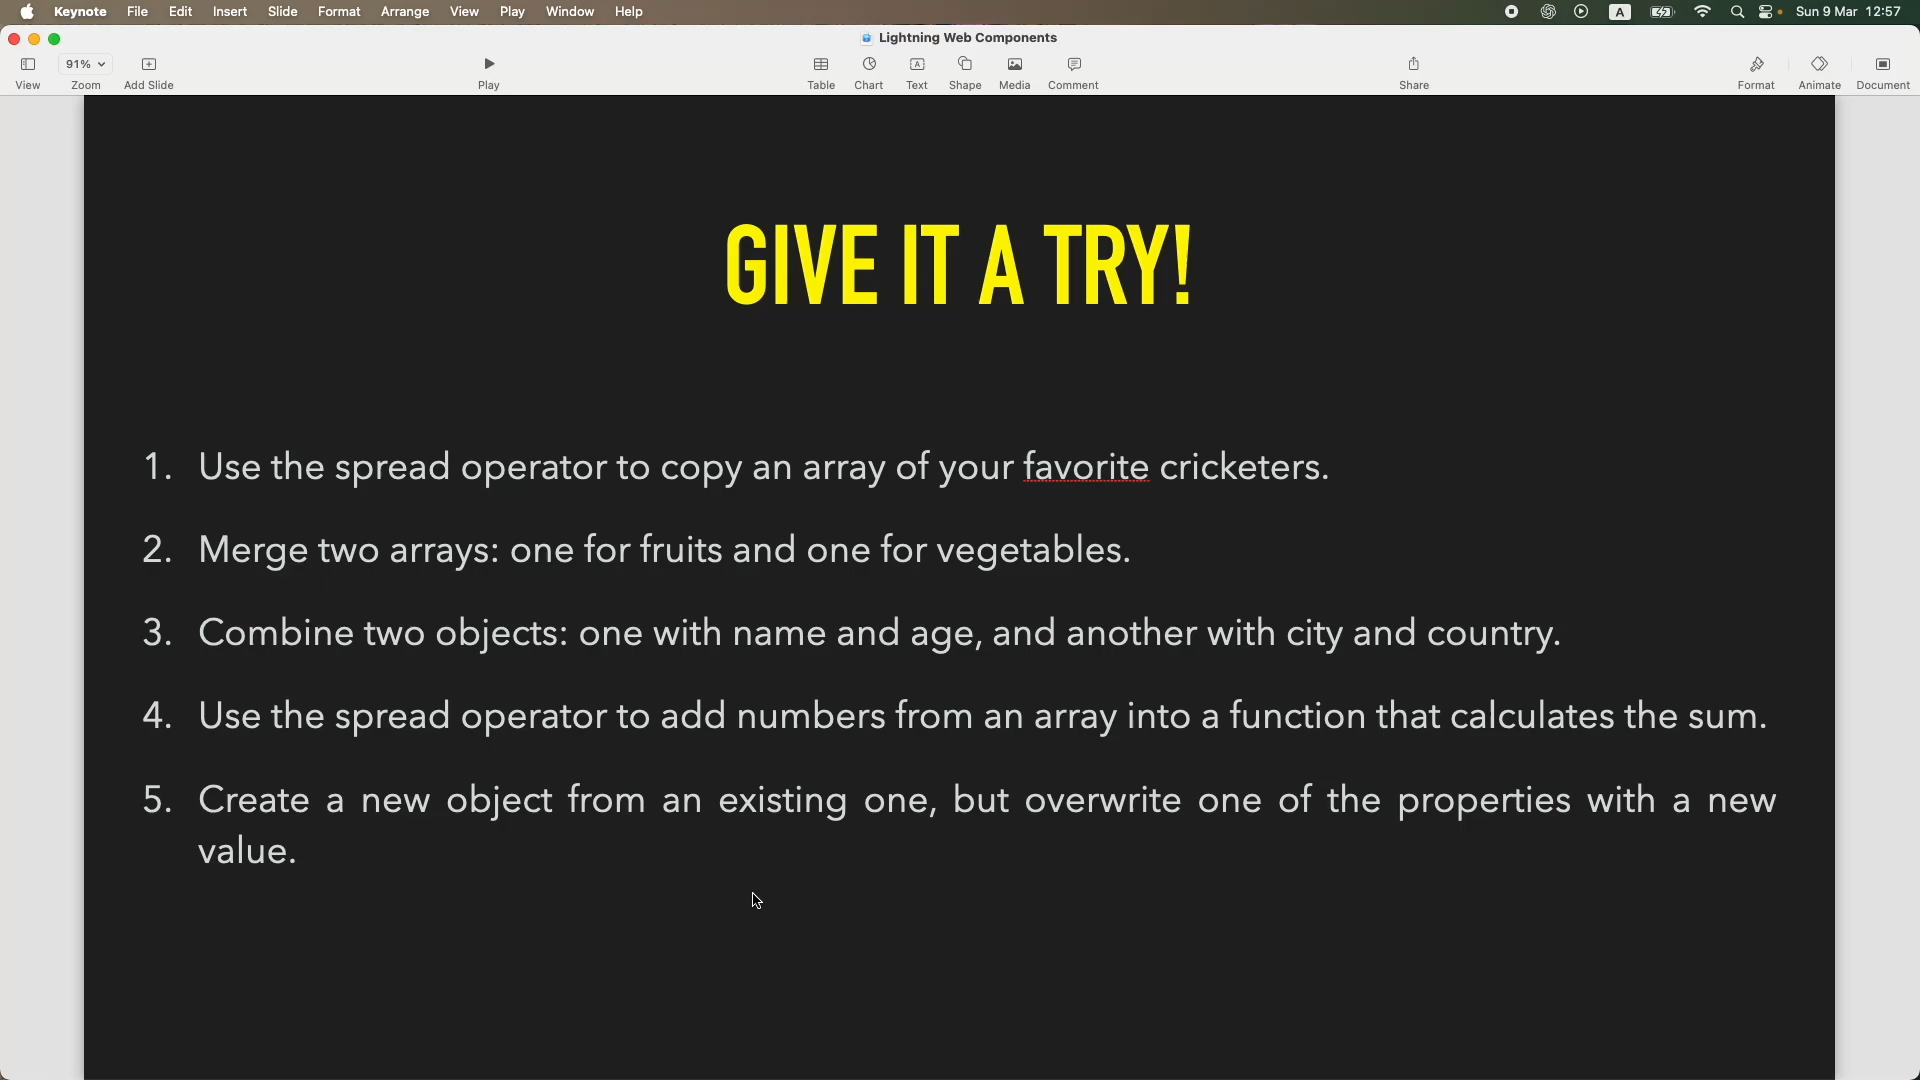 Keynote File Edit Insert Slide Format Arrange View Play Window Help A Sun 9 Mar 12:57
Lightning Web Components
91%
View Zoom Add Slide Play Table Chart Text Shape Media Comment Share Format Animate Document
GIVE IT A TRY!
1. Use the spread operator to copy an array of your favorite cricketers.
2. Merge two arrays: one for fruits and one for vegetables.
3. Combine two objects: one with name and age, and another with city and country.
4. Use the spread operator to add numbers from an array into a function that calculates the sum.
5. Create a new object from an existing one, but overwrite one of the properties with a new
value.